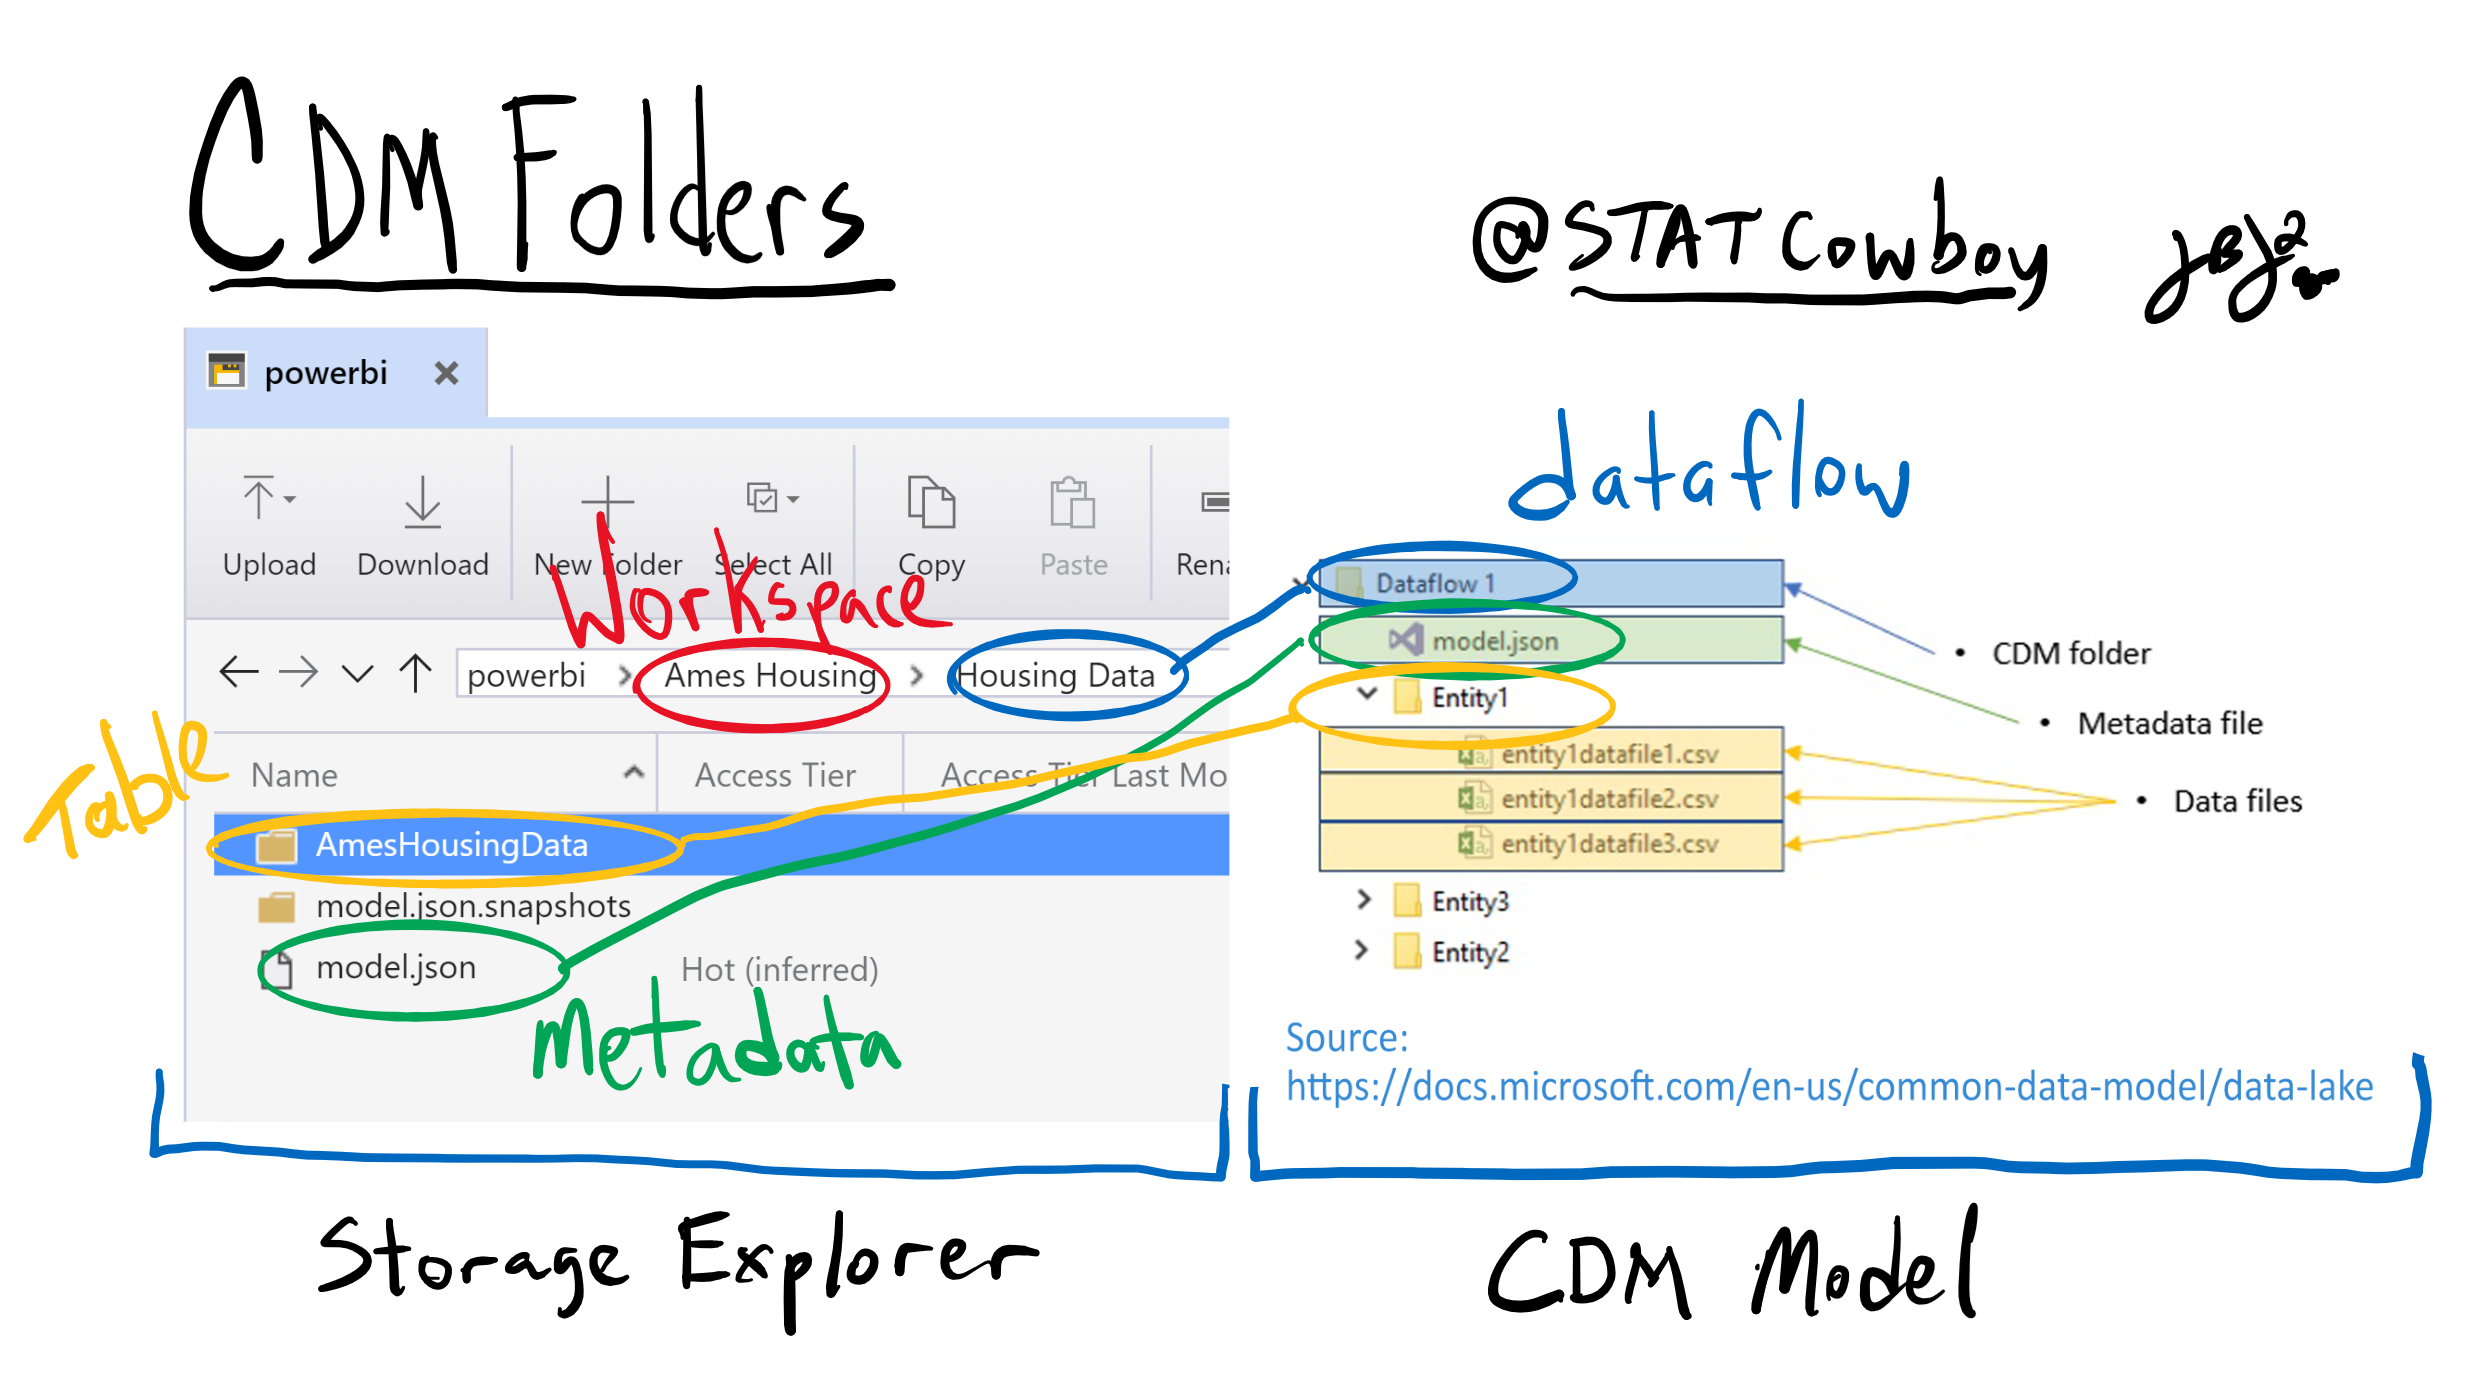 CDM Folders
@STATCowboy
powerbi
Upload
Download
New Folder
Select All
Copy
Paste
Workspace
powerbi > Ames Housing > Housing Data
Table
Name
Access Tier
Access Tier Last Mo
AmesHousingData
model.json.snapshots
model.json
Hot (inferred)
Metadata
Storage Explorer
dataflow
Dataflow 1
model.json
Entity1
entity1datafile1.csv
entity1datafile2.csv
entity1datafile3.csv
Entity3
Entity2
• CDM folder
• Metadata file
• Data files
Source:
https://docs.microsoft.com/en-us/common-data-model/data-lake
CDM Model